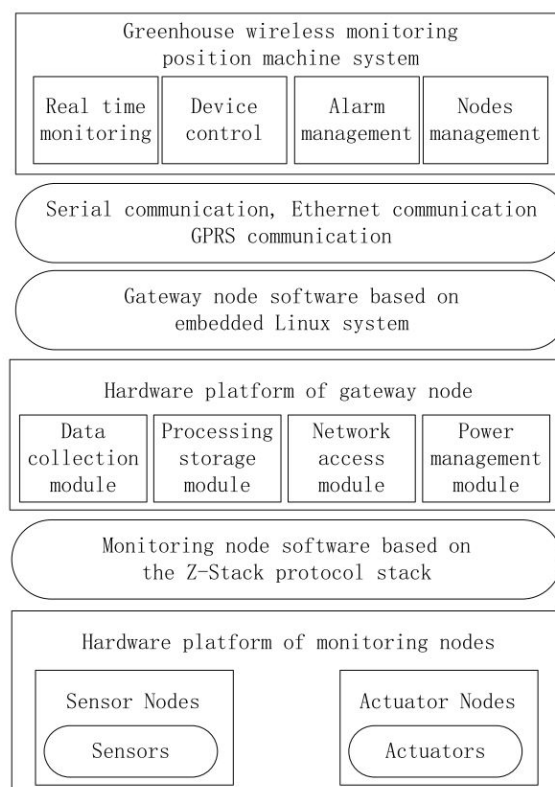 Greenhouse wireless monitoring
position machine system
Real time
monitoring
Device
control
Alarm
management
Nodes
management
Serial communication, Ethernet communication
GPRS communication
Gateway node software based on
embedded Linux system
Hardware platform of gateway node
Data
collection
module
Processing
storage
module
Network
access
module
Power
management
module
Monitoring node software based on
the Z-Stack protocol stack
Hardware platform of monitoring nodes
Sensor Nodes
Sensors
Actuator Nodes
Actuators